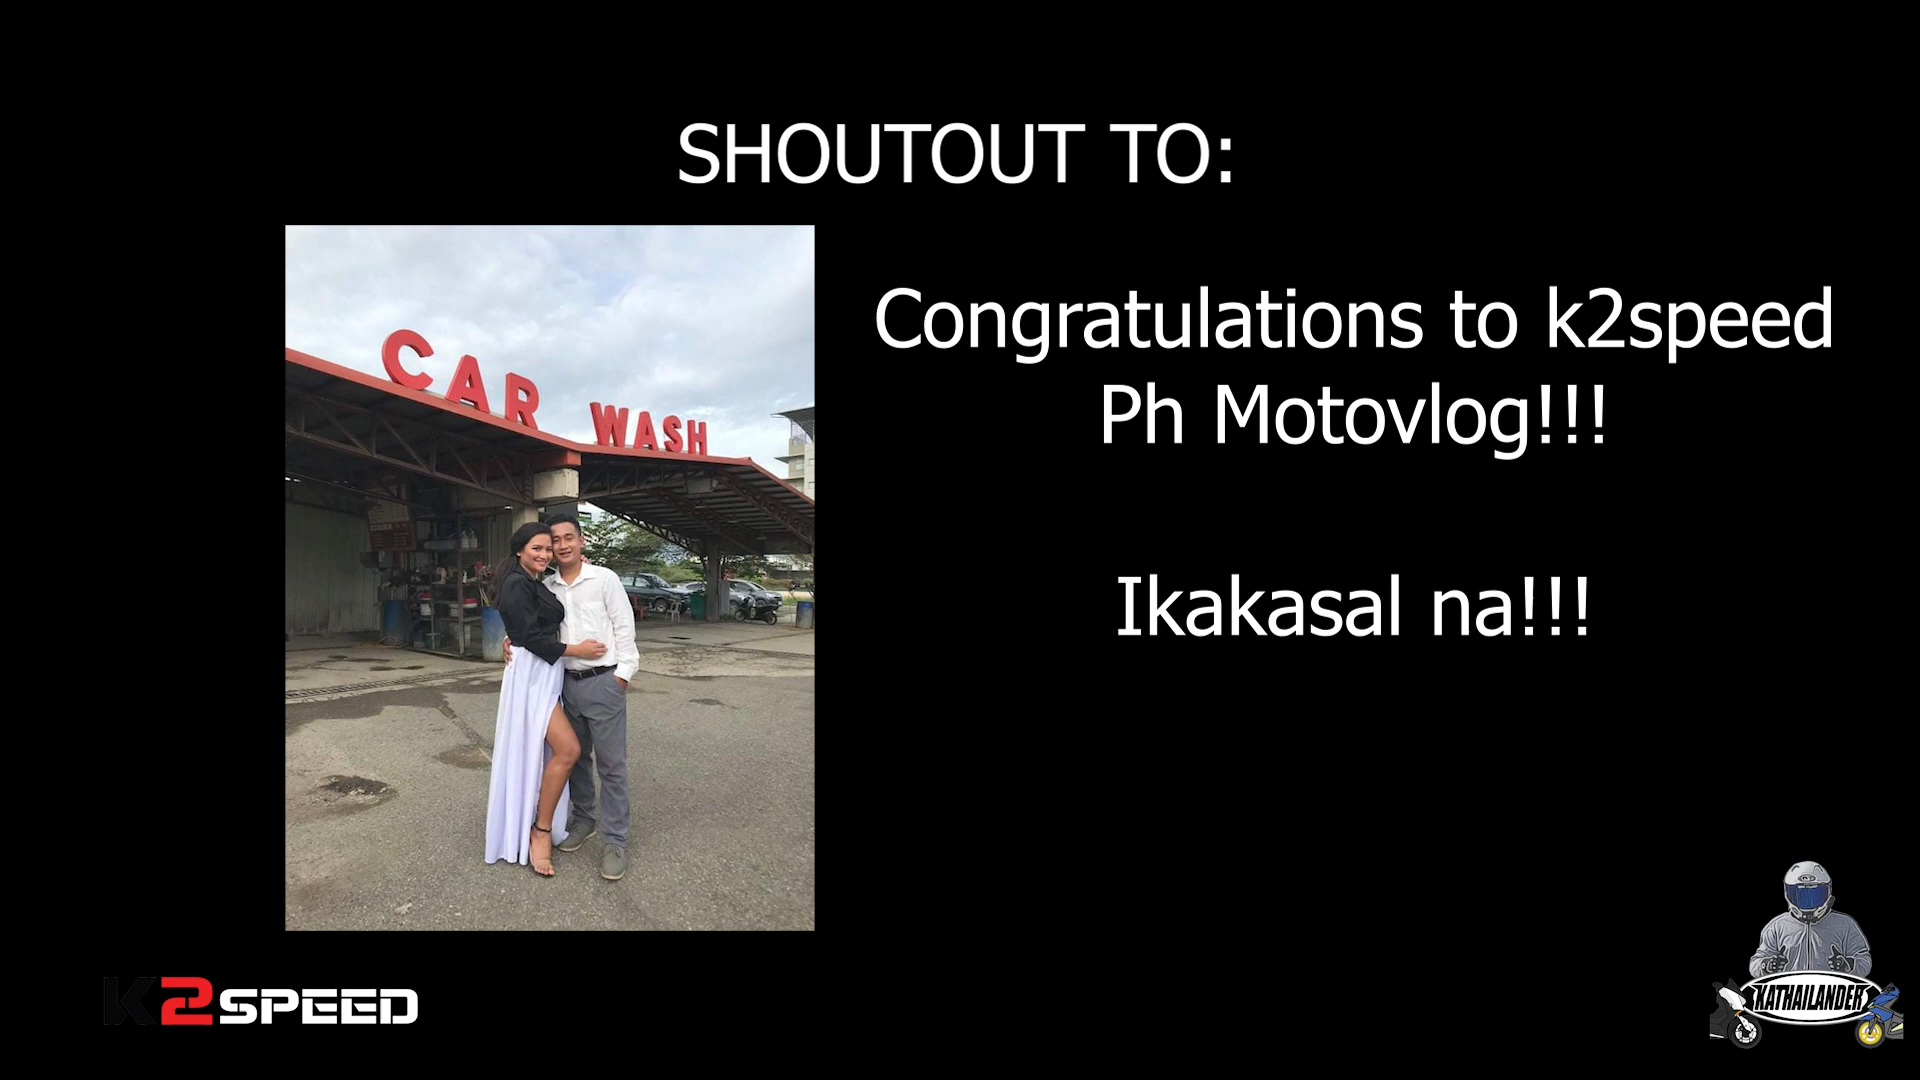 SHOUTOUT TO:
Congratulations to k2speed
Ph Motovlog!!!
Ikakasal na!!!
CAR WASH
K2SPEED
KATHAILANDER